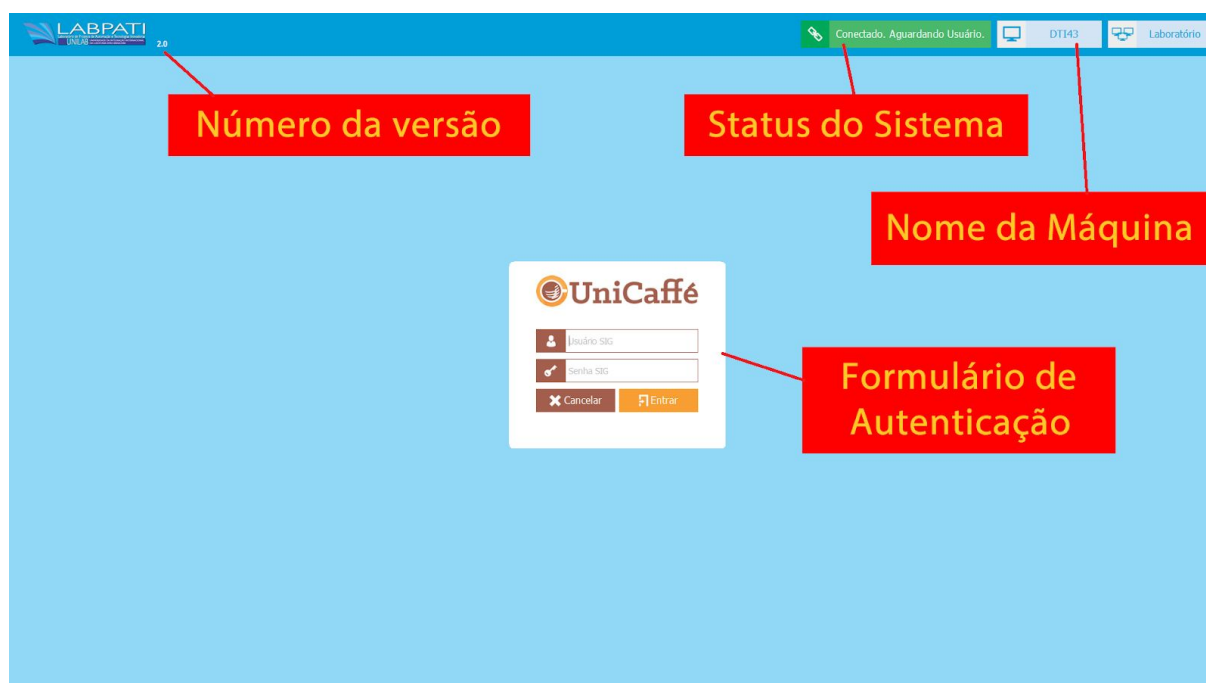 LABPATI
UNILAB
2.0
Conectado. Aguardando Usuário.
DTI43
Laboratório
Número da versão
Status do Sistema
Nome da Máquina
UniCaffé
Usuário SIG
Senha SIG
Cancelar
Entrar
Formulário de
Autenticação